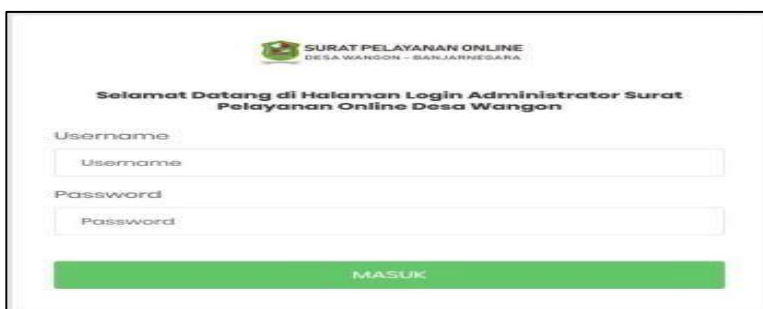 SURAT PELAYANAN ONLINE
DESA WANGON - BANJARNEGARA
Selamat Datang di Halaman Login Administrator Surat
Pelayanan Online Desa Wangon
Username
Username
Password
Password
MASUK